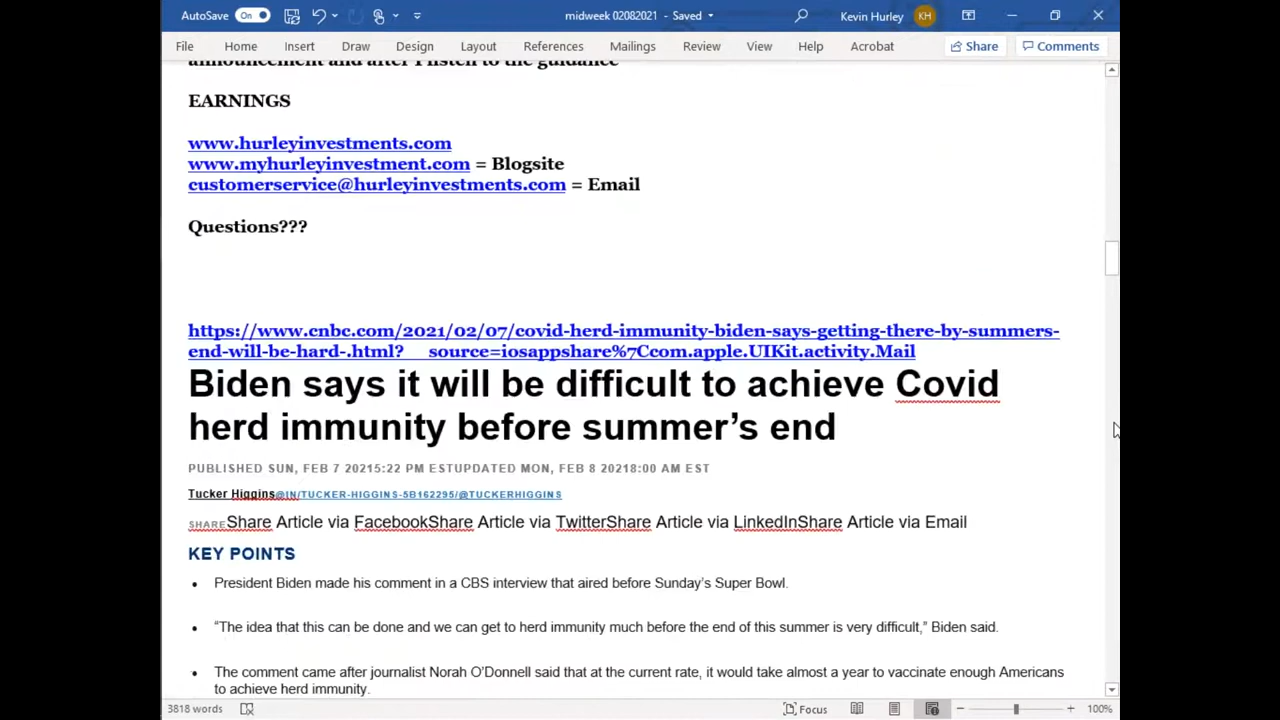 AutoSave On midweek 02082021 - Saved Kevin Hurley KH
File Home Insert Draw Design Layout References Mailings Review View Help Acrobat Share Comments
announcement and after I listen to the guidance
EARNINGS
www.hurleyinvestments.com
www.myhurleyinvestment.com = Blogsite
customerservice@hurleyinvestments.com = Email
Questions???
https://www.cnbc.com/2021/02/07/covid-herd-immunity-biden-says-getting-there-by-summers-
end-will-be-hard-.html?__source=iosappshare%7Ccom.apple.UIKit.activity.Mail
Biden says it will be difficult to achieve Covid
herd immunity before summer’s end
PUBLISHED SUN, FEB 7 20215:22 PM ESTUPDATED MON, FEB 8 20218:00 AM EST
Tucker Higgins@IN/TUCKER-HIGGINS-5B162295/@TUCKERHIGGINS
SHAREShare Article via FacebookShare Article via TwitterShare Article via LinkedInShare Article via Email
KEY POINTS
• President Biden made his comment in a CBS interview that aired before Sunday’s Super Bowl.
• “The idea that this can be done and we can get to herd immunity much before the end of this summer is very difficult,” Biden said.
• The comment came after journalist Norah O’Donnell said that at the current rate, it would take almost a year to vaccinate enough Americans
to achieve herd immunity.
3818 words Focus 100%